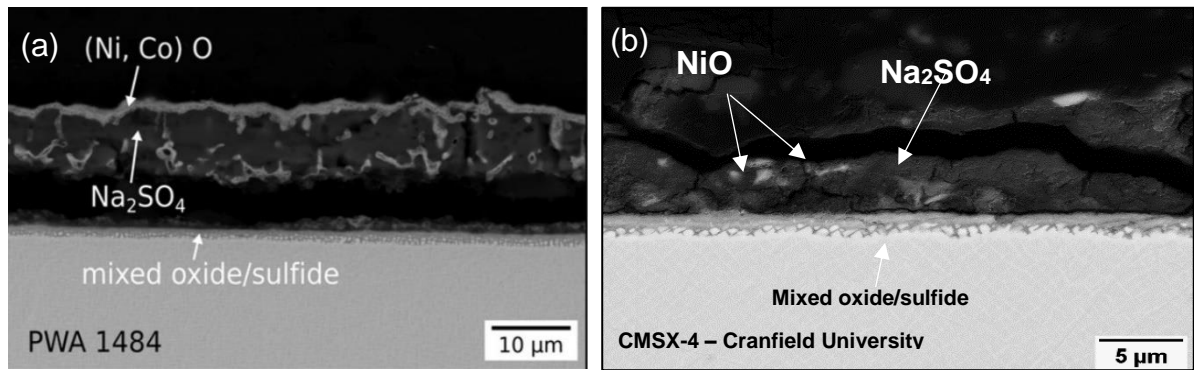 (a)
(Ni, Co) O
Na₂SO₄
mixed oxide/sulfide
PWA 1484
10 µm
(b)
NiO
Na₂SO₄
Mixed oxide/sulfide
CMSX-4 – Cranfield University
5 µm